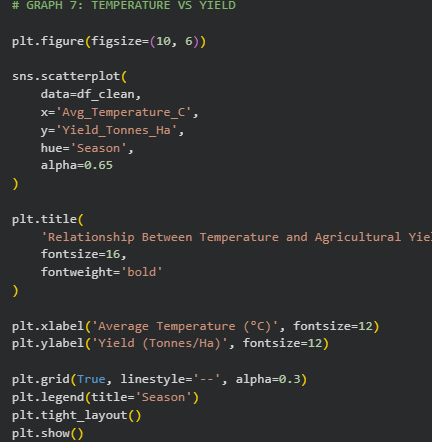 # GRAPH 7: TEMPERATURE VS YIELD
plt.figure(figsize=(10, 6))
sns.scatterplot(
    data=df_clean,
    x='Avg_Temperature_C',
    y='Yield_Tonnes_Ha',
    hue='Season',
    alpha=0.65
)
plt.title(
    'Relationship Between Temperature and Agricultural Yiel
    fontsize=16,
    fontweight='bold'
)
plt.xlabel('Average Temperature (°C)', fontsize=12)
plt.ylabel('Yield (Tonnes/Ha)', fontsize=12)
plt.grid(True, linestyle='--', alpha=0.3)
plt.legend(title='Season')
plt.tight_layout()
plt.show()